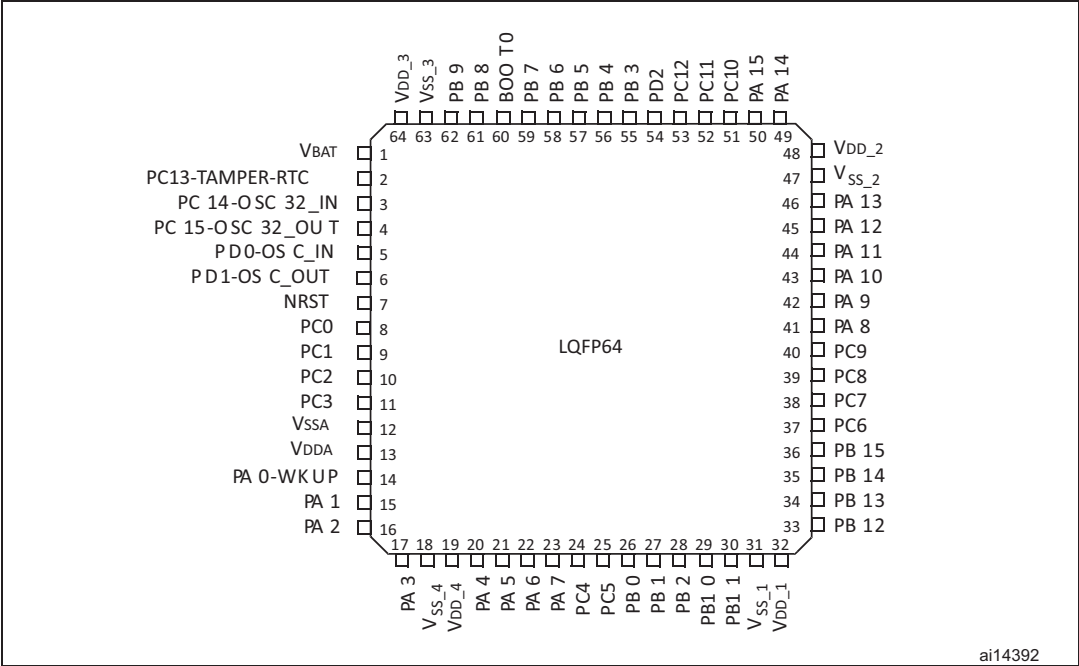 VDD_3
VSS_3
PB 9
PB 8
BOO T0
PB 7
PB 6
PB 5
PB 4
PB 3
PD2
PC12
PC11
PC10
PA 15
PA 14
64 63 62 61 60 59 58 57 56 55 54 53 52 51 50 49
VBAT 1
PC13-TAMPER-RTC 2
PC 14-O SC 32_IN 3
PC 15-O SC 32_OU T 4
P D 0-OS C_IN 5
P D 1-OS C_OUT 6
NRST 7
PC0 8
PC1 9
PC2 10
PC3 11
VSSA 12
VDDA 13
PA 0-WK UP 14
PA 1 15
PA 2 16
LQFP64
48 VDD_2
47 VSS_2
46 PA 13
45 PA 12
44 PA 11
43 PA 10
42 PA 9
41 PA 8
40 PC9
39 PC8
38 PC7
37 PC6
36 PB 15
35 PB 14
34 PB 13
33 PB 12
17 18 19 20 21 22 23 24 25 26 27 28 29 30 31 32
PA 3
VSS_4
VDD_4
PA 4
PA 5
PA 6
PA 7
PC4
PC5
PB 0
PB 1
PB 2
PB1 0
PB1 1
VSS_1
VDD_1
ai14392